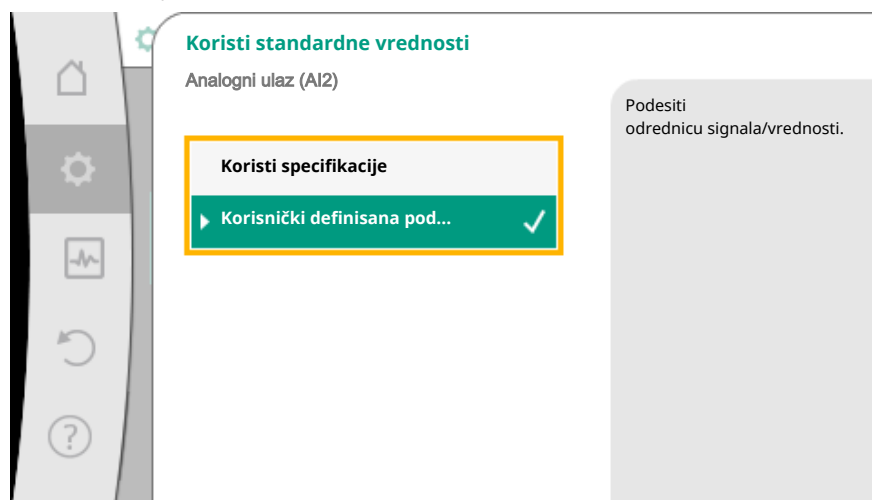 Koristi standardne vrednosti
Analogni ulaz (AI2)
Podesiti
odrednicu signala/vrednosti.
Koristi specifikacije
Korisnički definisana pod...
?